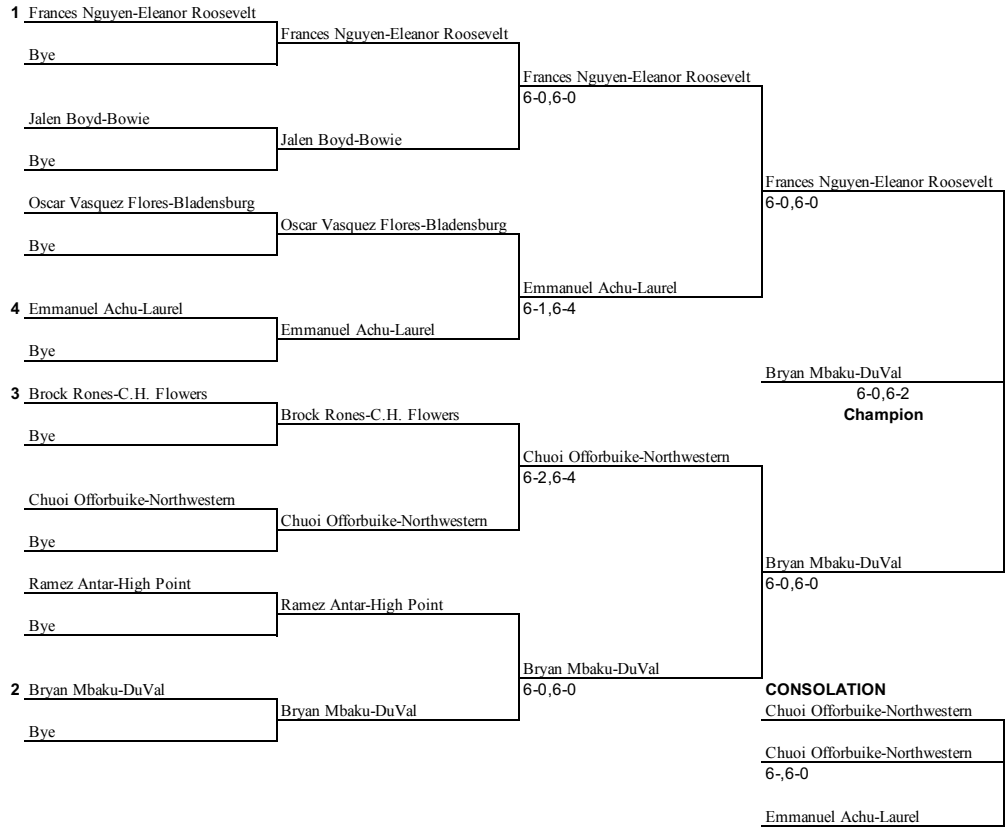 1 Frances Nguyen-Eleanor Roosevelt
Frances Nguyen-Eleanor Roosevelt
Bye
Frances Nguyen-Eleanor Roosevelt
6-0,6-0
Jalen Boyd-Bowie
Jalen Boyd-Bowie
Bye
Frances Nguyen-Eleanor Roosevelt
6-0,6-0
Oscar Vasquez Flores-Bladensburg
Oscar Vasquez Flores-Bladensburg
Bye
Emmanuel Achu-Laurel
6-1,6-4
4 Emmanuel Achu-Laurel
Emmanuel Achu-Laurel
Bye
Bryan Mbaku-DuVal
6-0,6-2
Champion
3 Brock Rones-C.H. Flowers
Brock Rones-C.H. Flowers
Bye
Chuoi Offorbuike-Northwestern
6-2,6-4
Chuoi Offorbuike-Northwestern
Chuoi Offorbuike-Northwestern
Bye
Bryan Mbaku-DuVal
6-0,6-0
Ramez Antar-High Point
Ramez Antar-High Point
Bye
Bryan Mbaku-DuVal
6-0,6-0
2 Bryan Mbaku-DuVal
Bryan Mbaku-DuVal
Bye
CONSOLATION
Chuoi Offorbuike-Northwestern
Chuoi Offorbuike-Northwestern
6-,6-0
Emmanuel Achu-Laurel